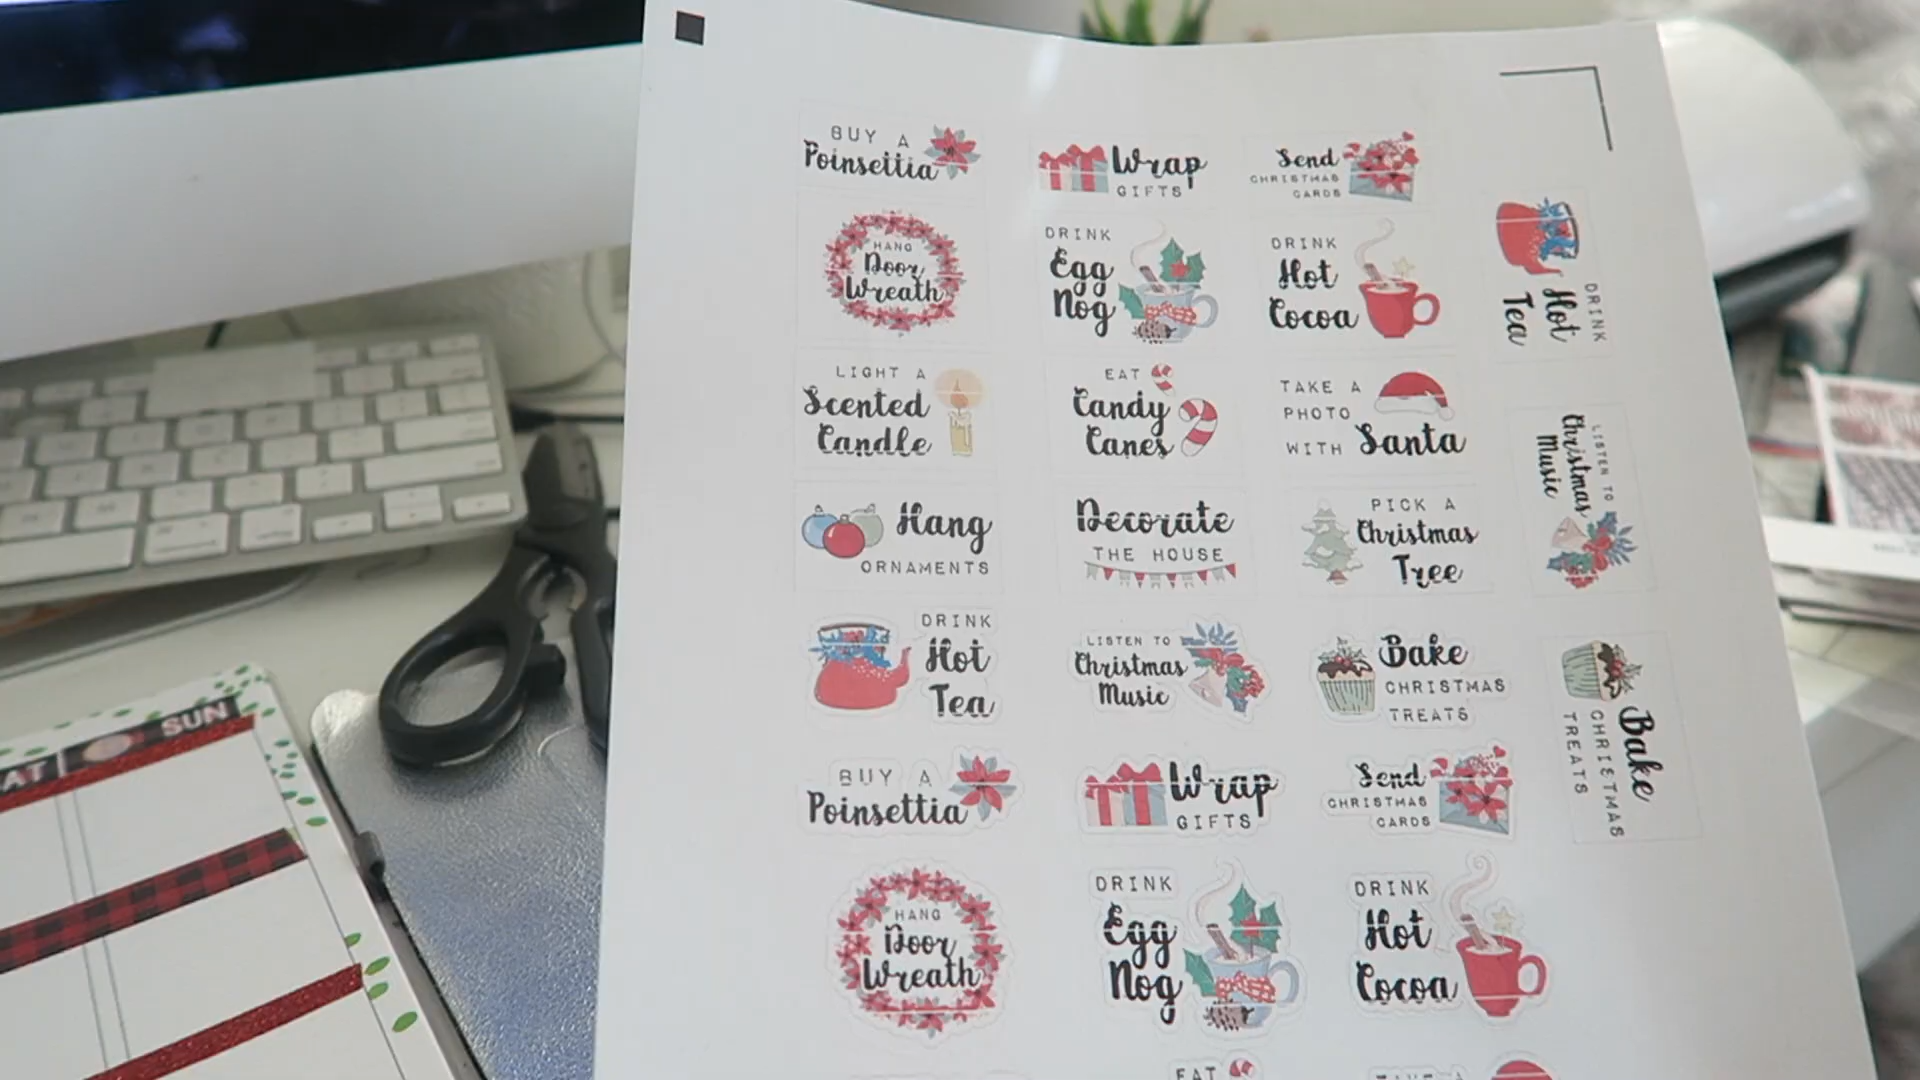 BUY A
Poinsettia
Wrap
GIFTS
Send
CHRISTMAS
CARDS
HANG
Door
Wreath
DRINK
Egg
Nog
DRINK
Hot
Cocoa
DRINK
Hot
Tea
LIGHT A
Scented
Candle
EAT
Candy
Canes
TAKE A
PHOTO
WITH Santa
LISTEN TO
Christmas
Music
Hang
ORNAMENTS
Decorate
THE HOUSE
PICK A
Christmas
Tree
DRINK
Hot
Tea
LISTEN TO
Christmas
Music
Bake
CHRISTMAS
TREATS
Bake
CHRISTMAS
TREATS
BUY A
Poinsettia
Wrap
GIFTS
Send
CHRISTMAS
CARDS
HANG
Door
Wreath
DRINK
Egg
Nog
DRINK
Hot
Cocoa
EAT
SUN
AT